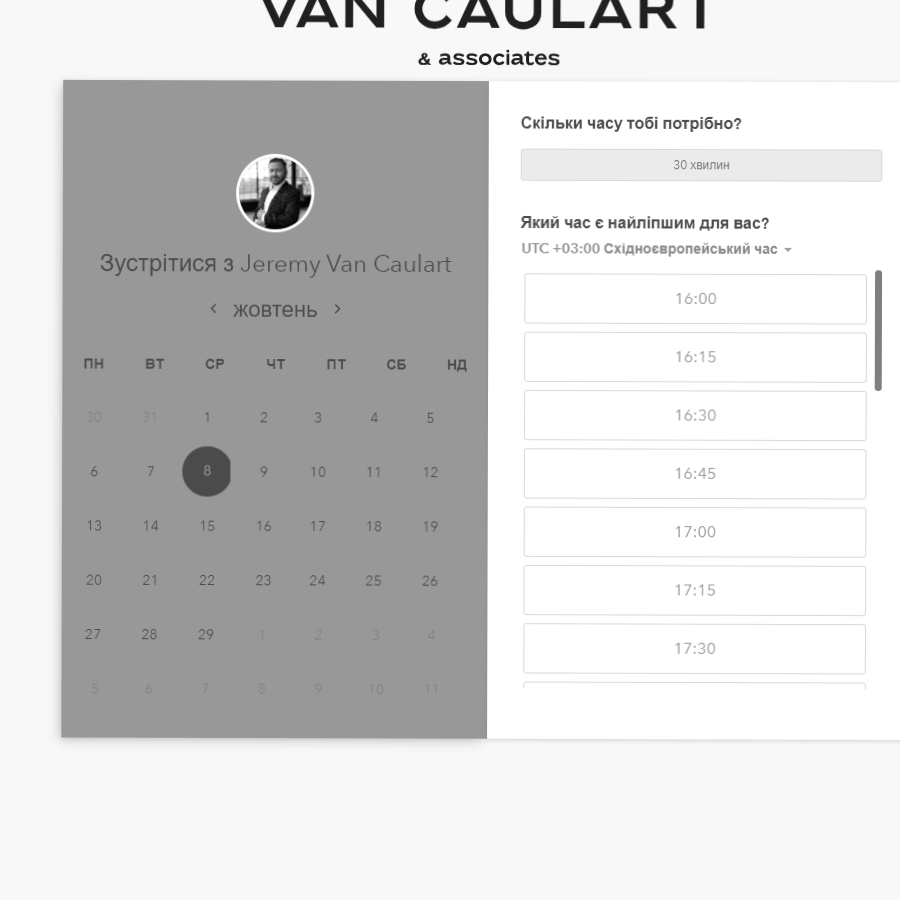 VAN CAULART
& associates
Зустрітися з Jeremy Van Caulart
жовтень
ПН ВТ СР ЧТ ПТ СБ НД
30 31 1 2 3 4 5
6 7 8 9 10 11 12
13 14 15 16 17 18 19
20 21 22 23 24 25 26
27 28 29 1 2 3 4
5 6 7 8 9 10 11
Скільки часу тобі потрібно?
30 хвилин
Який час є найліпшим для вас?
UTC +03:00 Східноєвропейський час
16:00
16:15
16:30
16:45
17:00
17:15
17:30